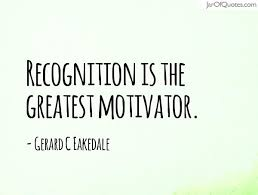 JarOfQuotes.com
RECOGNITION IS THE
GREATEST MOTIVATOR.
- GERARD C EAKEDALE